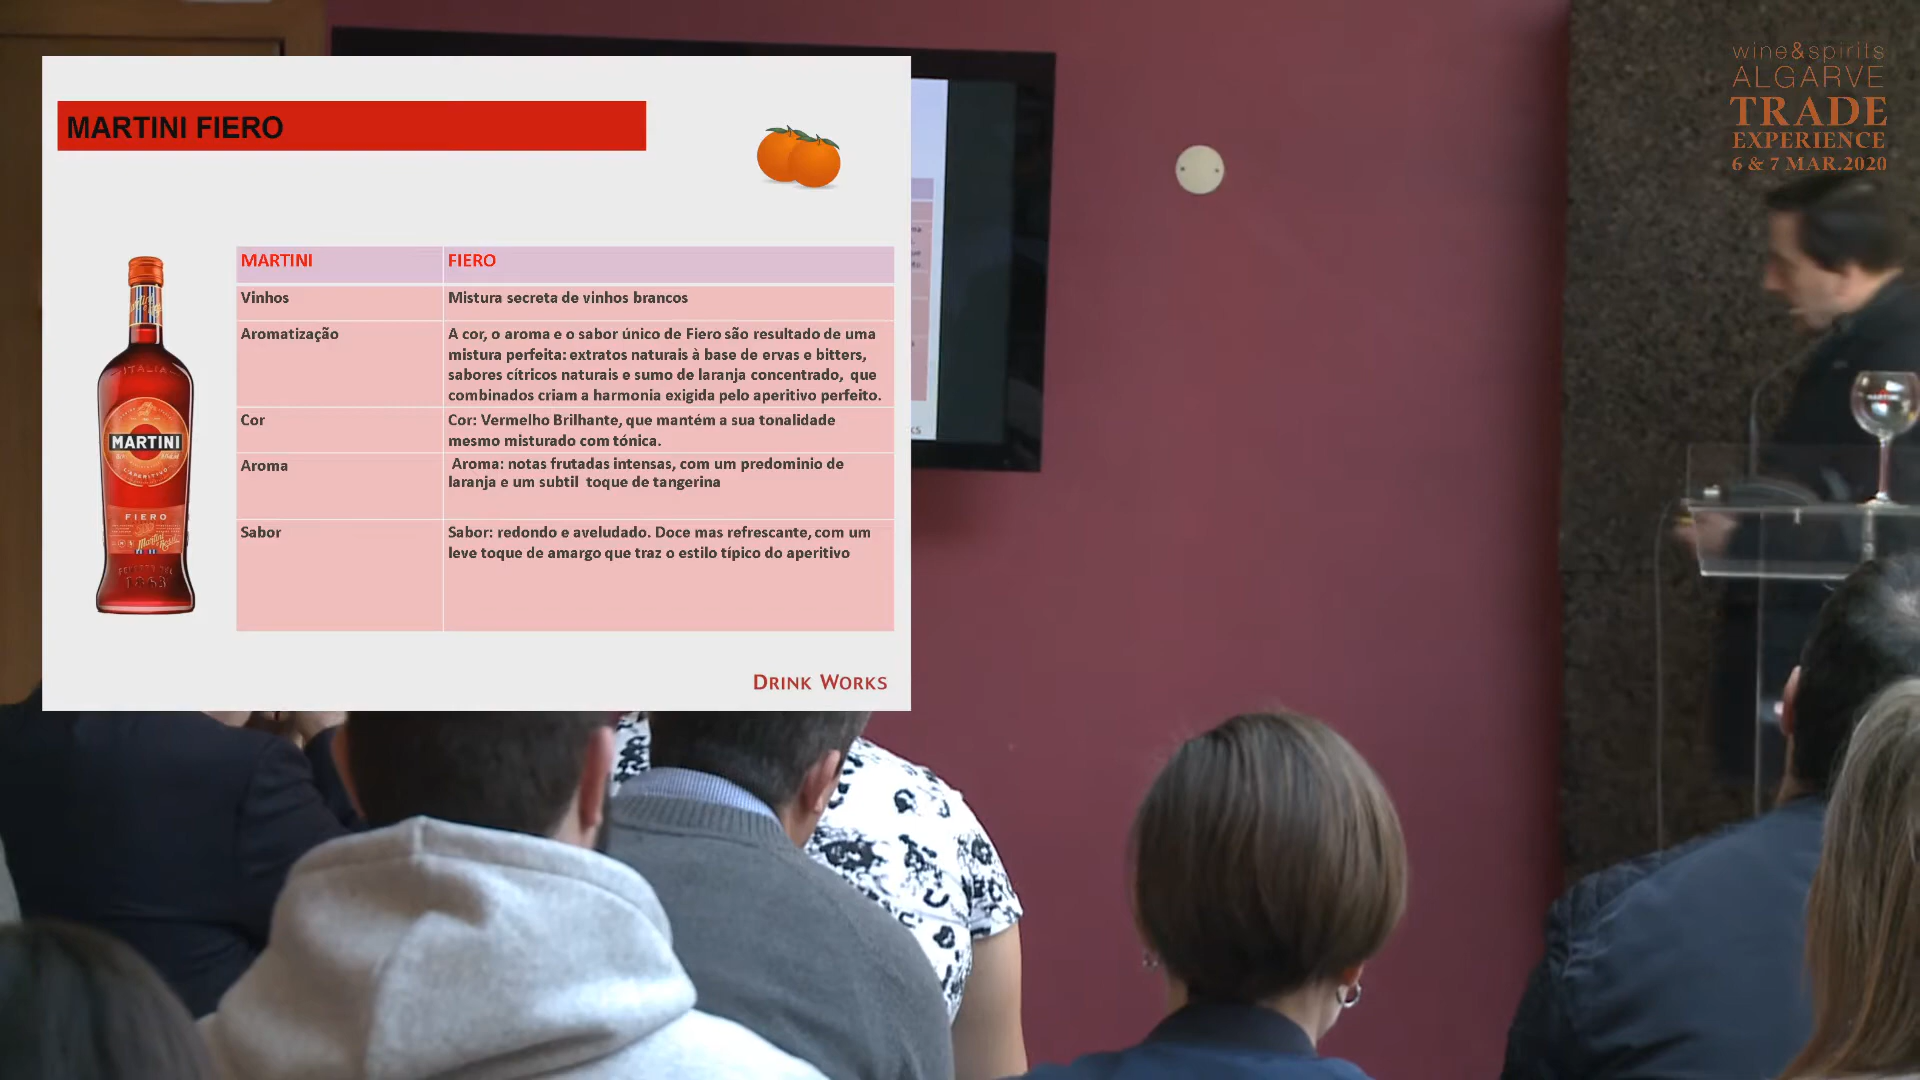 wine&spirits
ALGARVE
TRADE
EXPERIENCE
6 & 7 MAR.2020
MARTINI FIERO
MARTINI FIERO
Vinhos Mistura secreta de vinhos brancos
Aromatização A cor, o aroma e o sabor único de Fiero são resultado de uma
mistura perfeita: extratos naturais à base de ervas e bitters,
sabores cítricos naturais e sumo de laranja concentrado, que
combinados criam a harmonia exigida pelo aperitivo perfeito.
Cor Cor: Vermelho Brilhante, que mantém a sua tonalidade
mesmo misturado com tónica.
Aroma Aroma: notas frutadas intensas, com um predominio de
laranja e um subtil toque de tangerina
Sabor Sabor: redondo e aveludado. Doce mas refrescante, com um
leve toque de amargo que traz o estilo típico do aperitivo
ITALIA
MARTINI
L'APERITIVO
FIERO
Martini
1863
DRINK WORKS
MARTINI